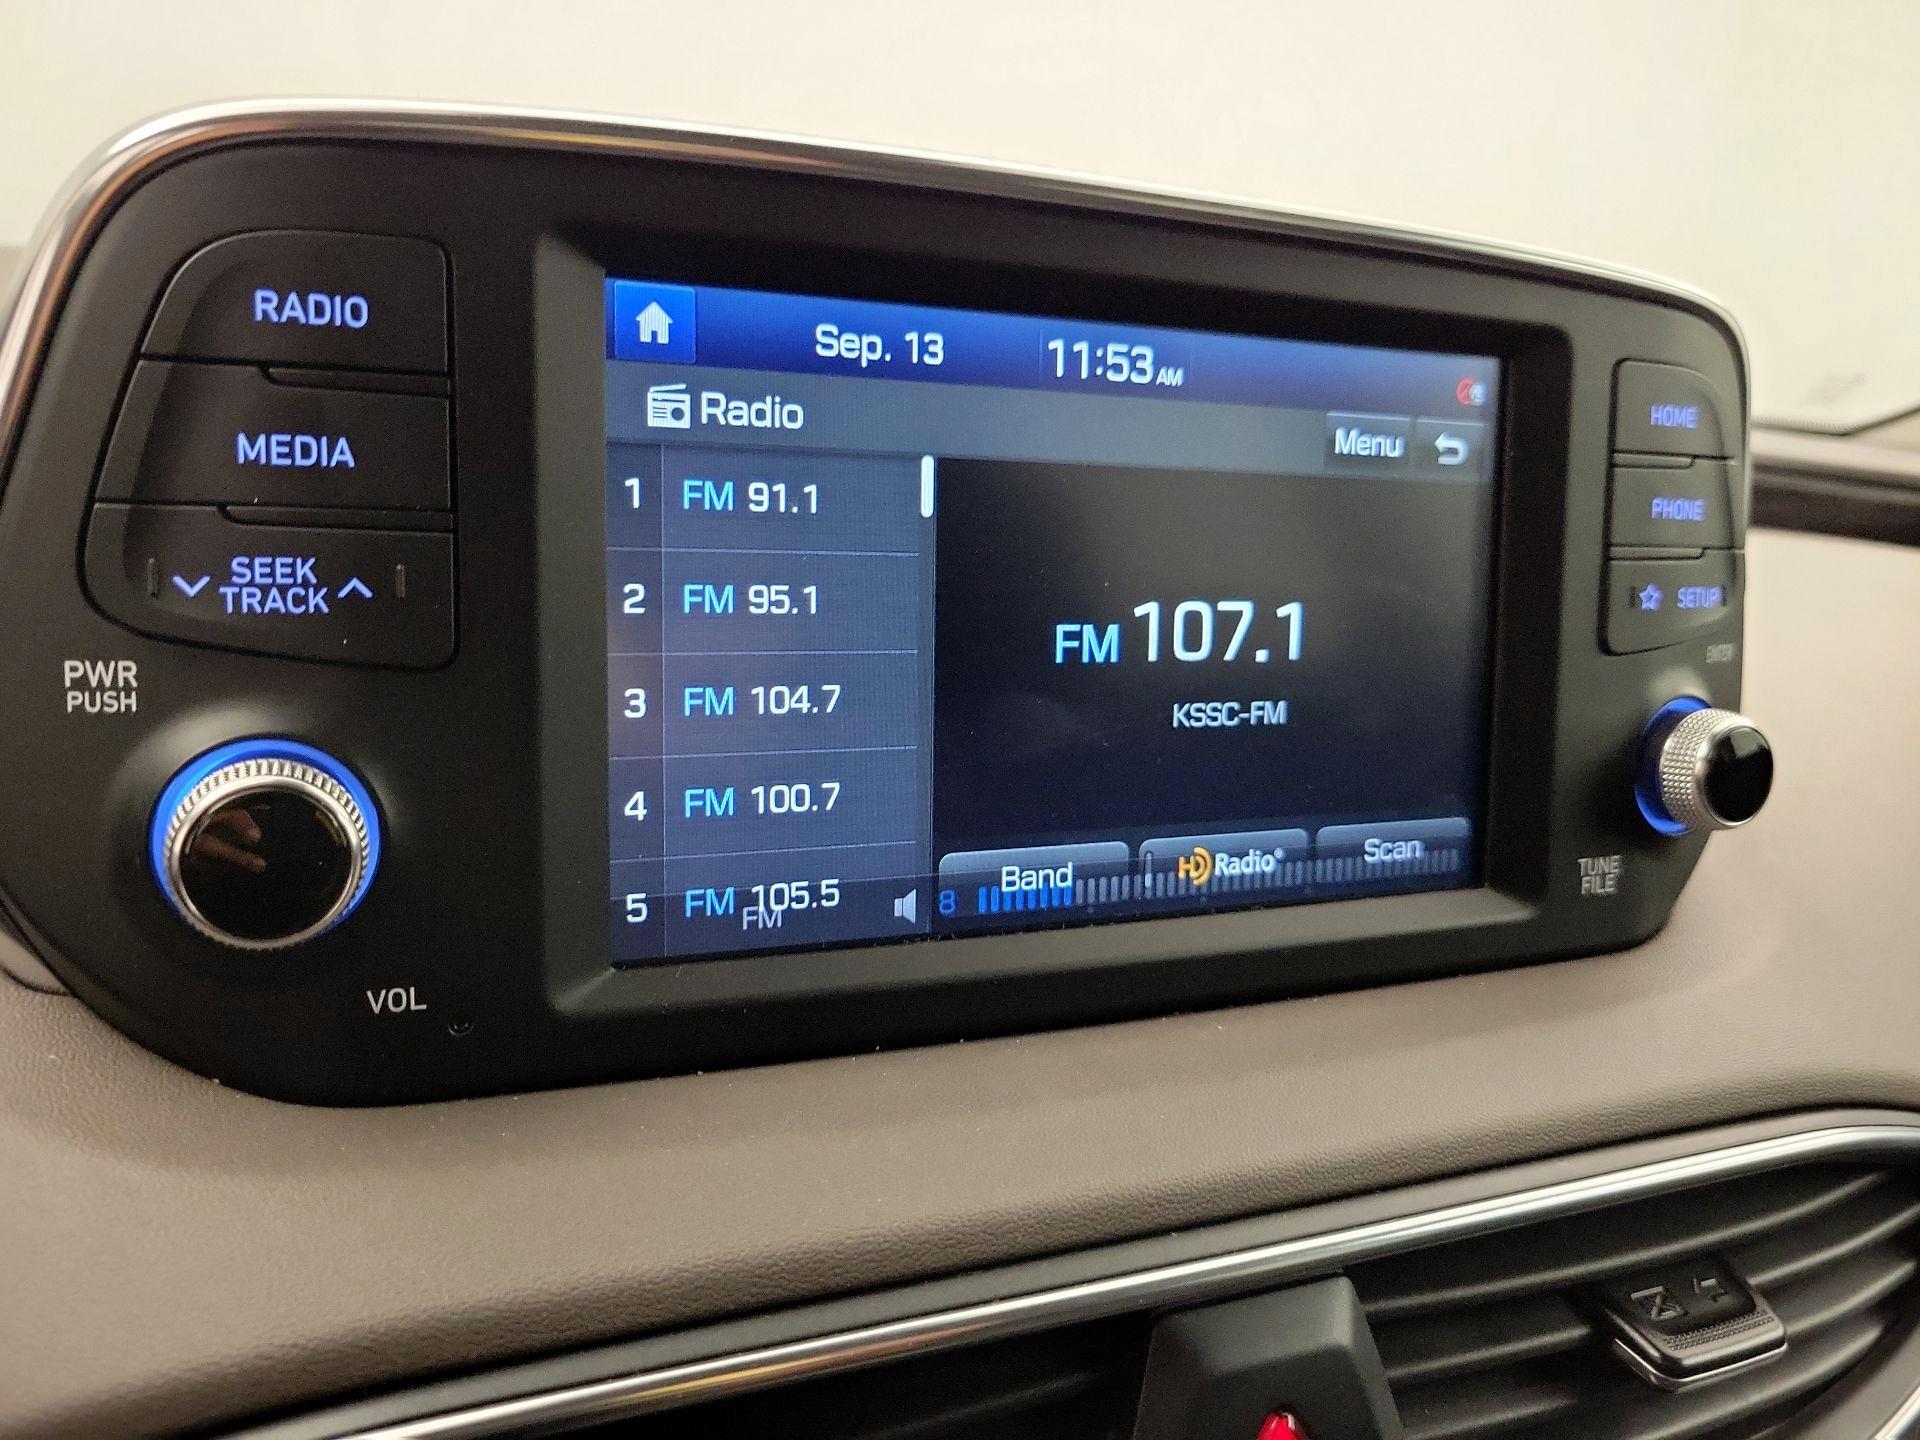 RADIO
MEDIA
SEEK
TRACK
PWR
PUSH
VOL
Sep. 13
11:53 AM
Radio
Menu
1 FM 91.1
2 FM 95.1
3 FM 104.7
4 FM 100.7
5 FM 105.5
FM
8
FM 107.1
KSSC-FM
Band
HD Radio®
Scan
HOME
PHONE
SETUP
ENTER
TUNE
FILE